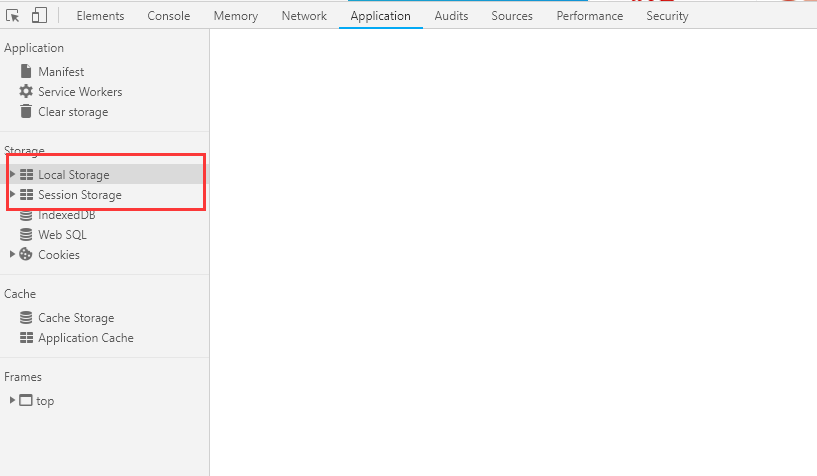 Elements Console Memory Network Application Audits Sources Performance Security
Application
Manifest
Service Workers
Clear storage
Storage
Local Storage
Session Storage
IndexedDB
Web SQL
Cookies
Cache
Cache Storage
Application Cache
Frames
top